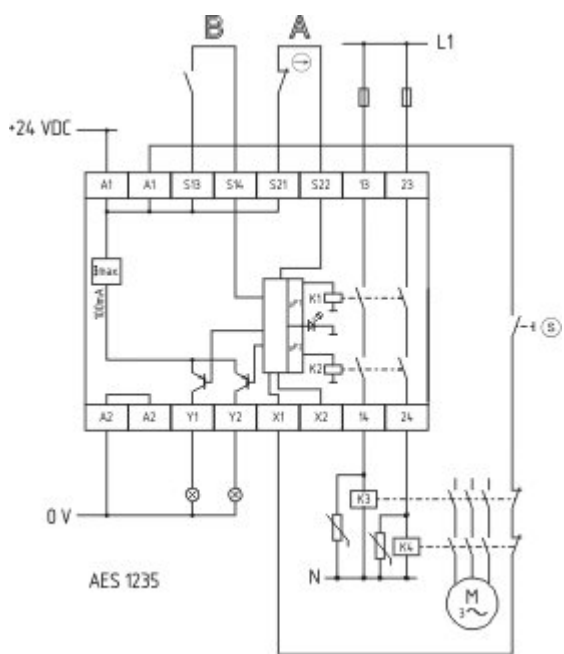 B A
L1
+24 VDC
A1 A1 S13 S14 S21 S22 13 23
Imax.
100mA
K1
S
K2
A2 A2 Y1 Y2 X1 X2 14 24
K3
0 V
K4
N
AES 1235
M
3